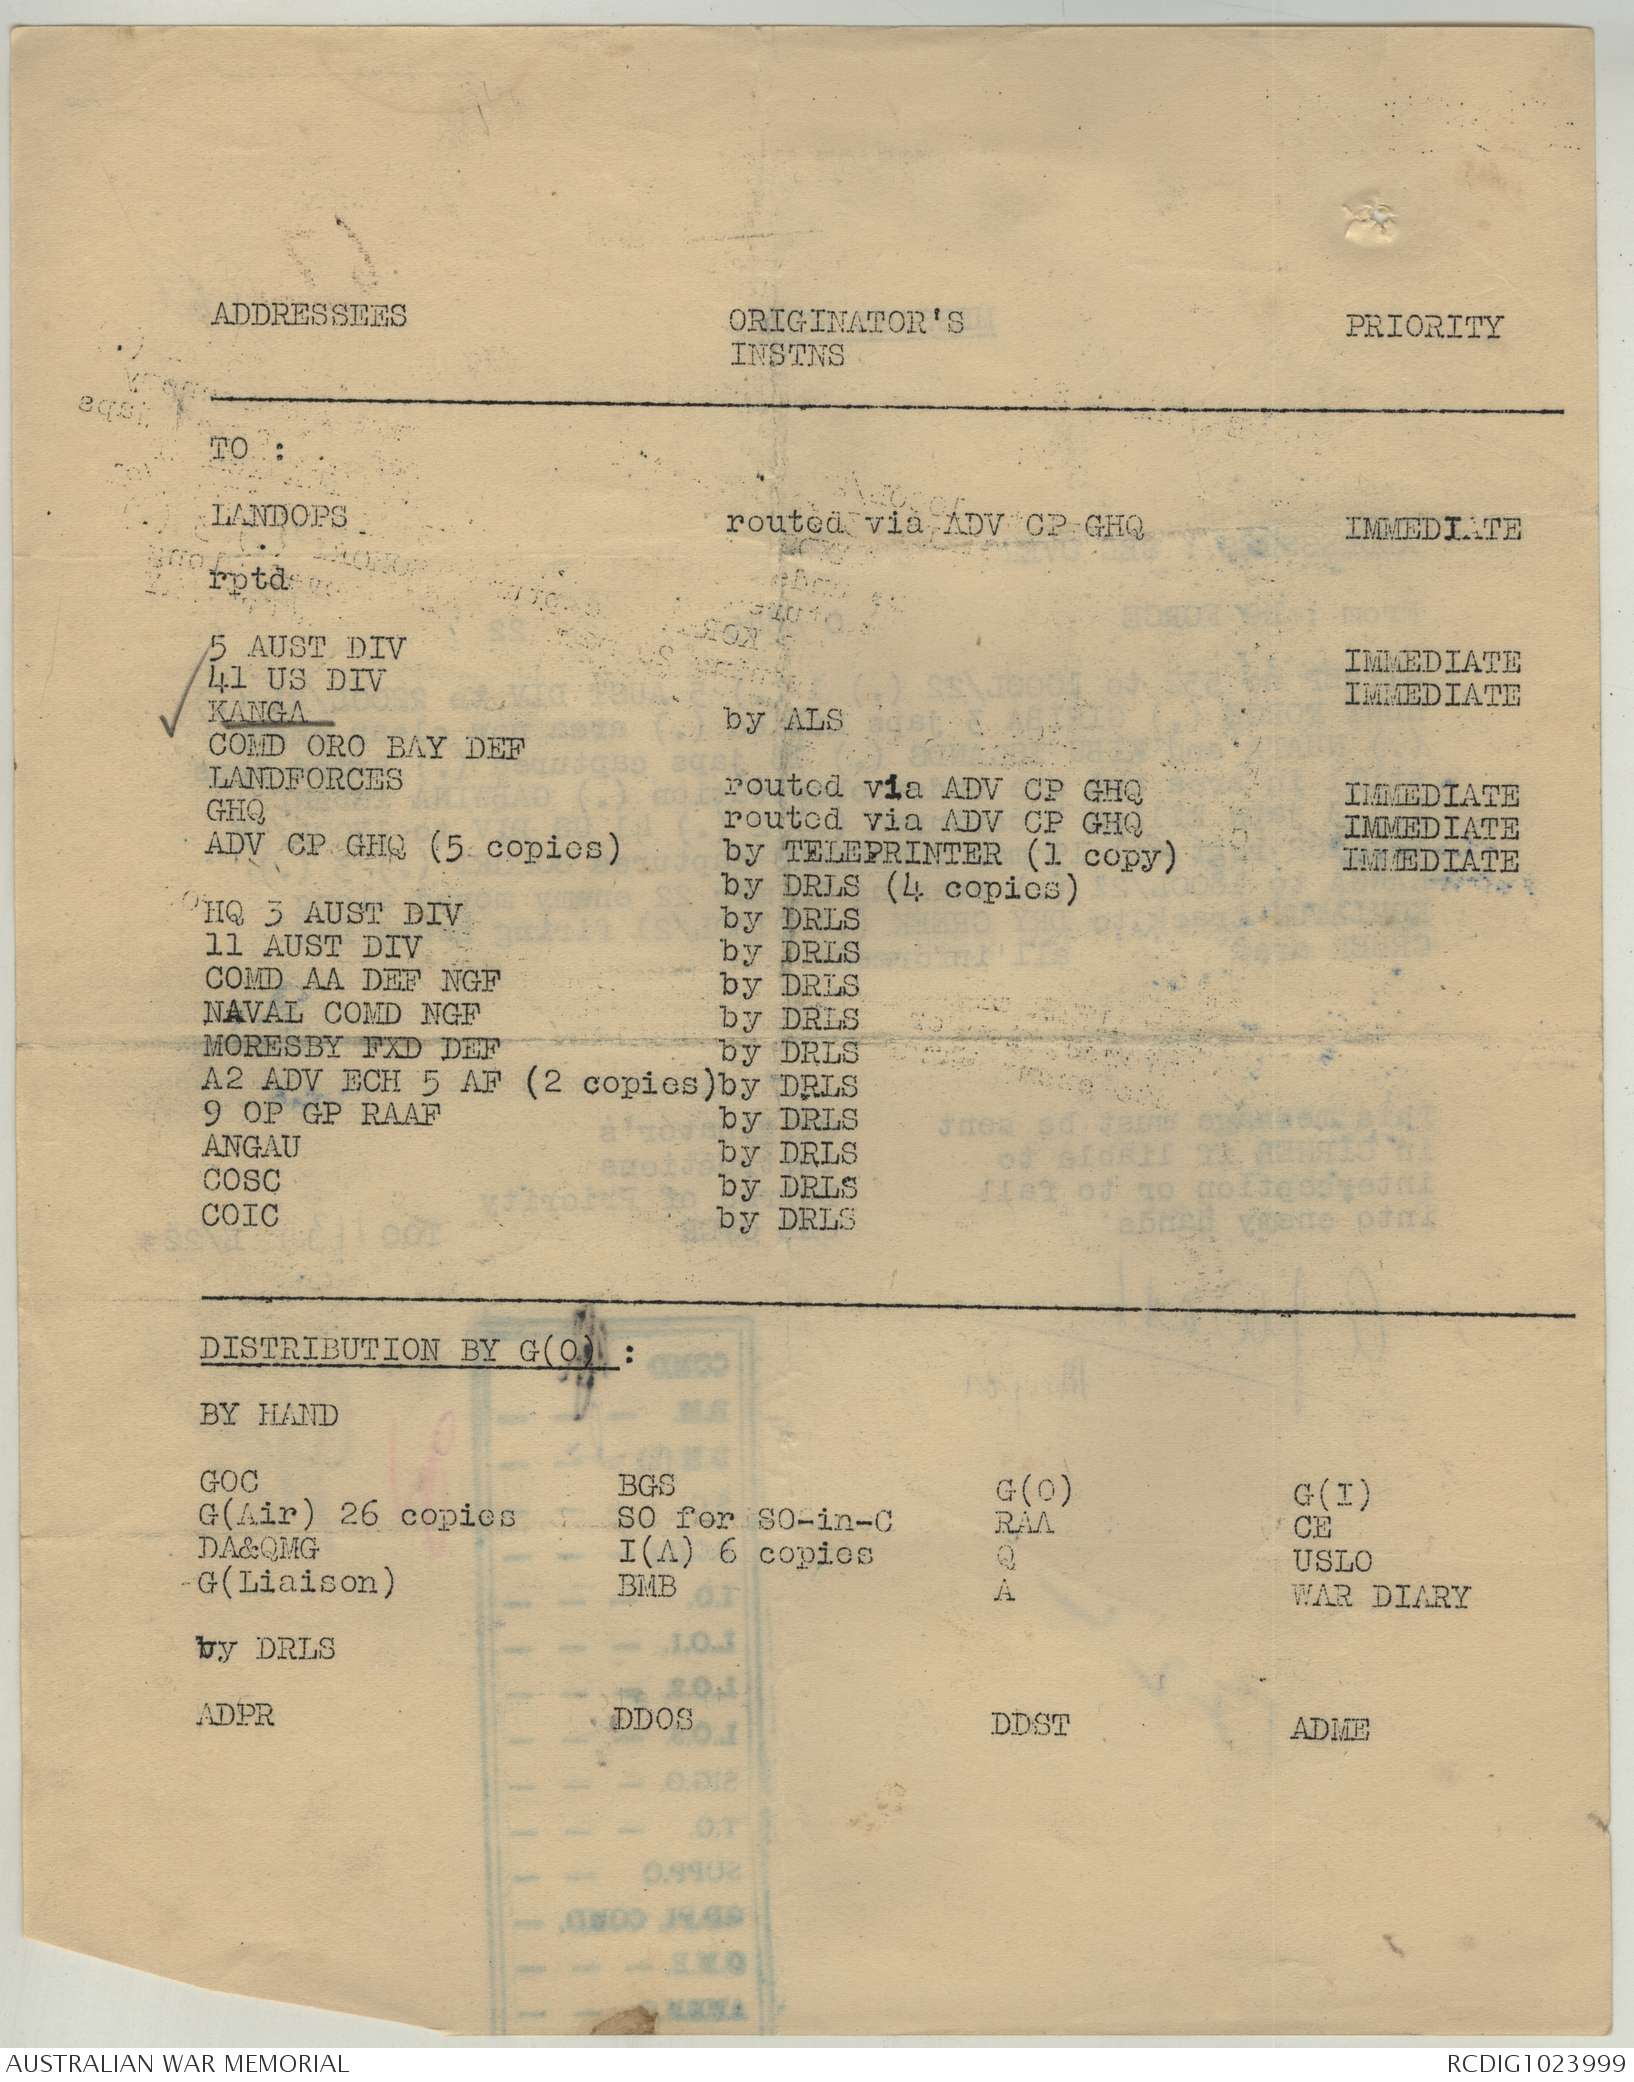 ADDRESSEES ORIGINATOR'S PRIORITY
INSTNS
TO :
LANDOPS routed via ADV CP GHQ IMMEDIATE
rptd
5 AUST DIV IMMEDIATE
41 US DIV IMMEDIATE
KANGA by ALS
COMD ORO BAY DEF
LANDFORCES routed via ADV CP GHQ IMMEDIATE
GHQ routed via ADV CP GHQ IMMEDIATE
ADV CP GHQ (5 copies) by TELEPRINTER (1 copy) IMMEDIATE
by DRLS (4 copies)
HQ 3 AUST DIV by DRLS
11 AUST DIV by DRLS
COMD AA DEF NGF by DRLS
NAVAL COMD NGF by DRLS
MORESBY FXD DEF by DRLS
A2 ADV ECH 5 AF (2 copies) by DRLS
9 OP GP RAAF by DRLS
ANGAU by DRLS
COSC by DRLS
COIC by DRLS
DISTRIBUTION BY G(O) :
BY HAND
GOC BGS G(O) G(I)
G(Air) 26 copies SO for SO-in-C RAA CE
DA&QMG I(A) 6 copies Q USLO
G(Liaison) BMB A WAR DIARY
by DRLS
ADPR DDOS DDST ADME
AUSTRALIAN WAR MEMORIAL RCDIG1023999